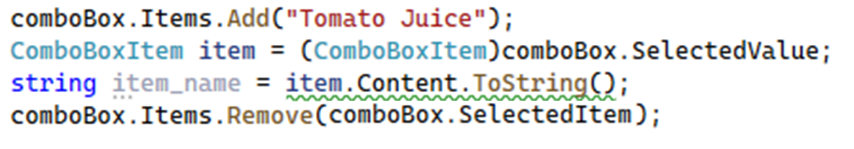 comboBox.Items.Add("Tomato Juice");
ComboBoxItem item = (ComboBoxItem)comboBox.SelectedValue;
string item_name = item.Content.ToString();
comboBox.Items.Remove(comboBox.SelectedItem);